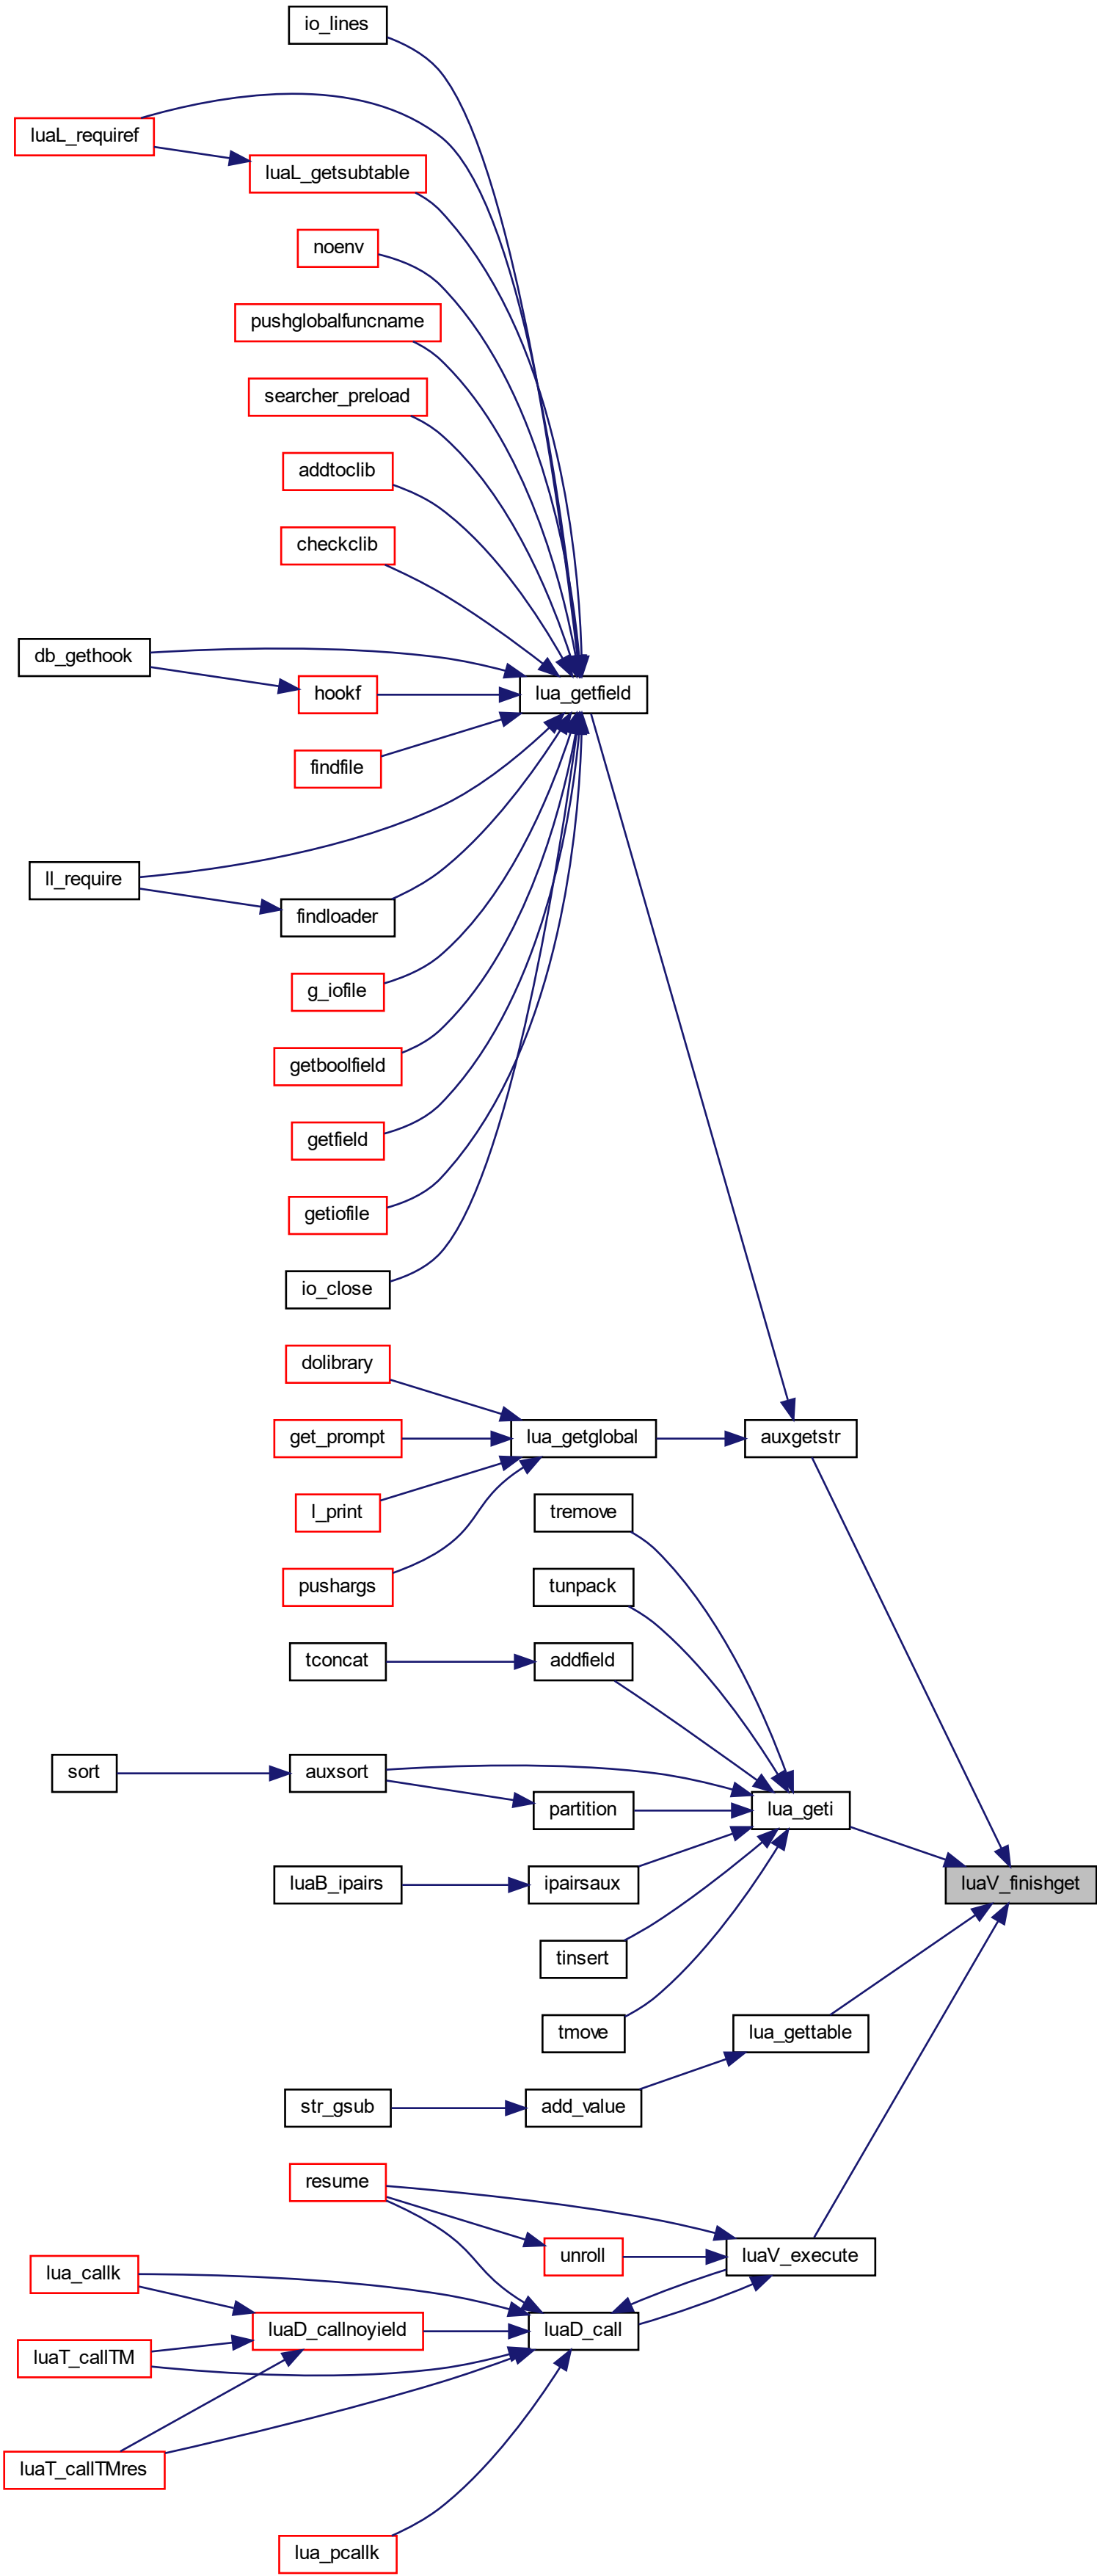 io_lines
luaL_requiref
luaL_getsubtable
noenv
pushglobalfuncname
searcher_preload
addtoclib
checkclib
db_gethook
hookf
lua_getfield
findfile
ll_require
findloader
g_iofile
getboolfield
getfield
getiofile
io_close
dolibrary
get_prompt
lua_getglobal
auxgetstr
l_print
pushargs
tremove
tunpack
tconcat
addfield
sort
auxsort
partition
lua_geti
luaB_ipairs
ipairsaux
luaV_finishget
tinsert
tmove
lua_gettable
str_gsub
add_value
resume
unroll
luaV_execute
lua_callk
luaD_callnoyield
luaD_call
luaT_callTM
luaT_callTMres
lua_pcallk